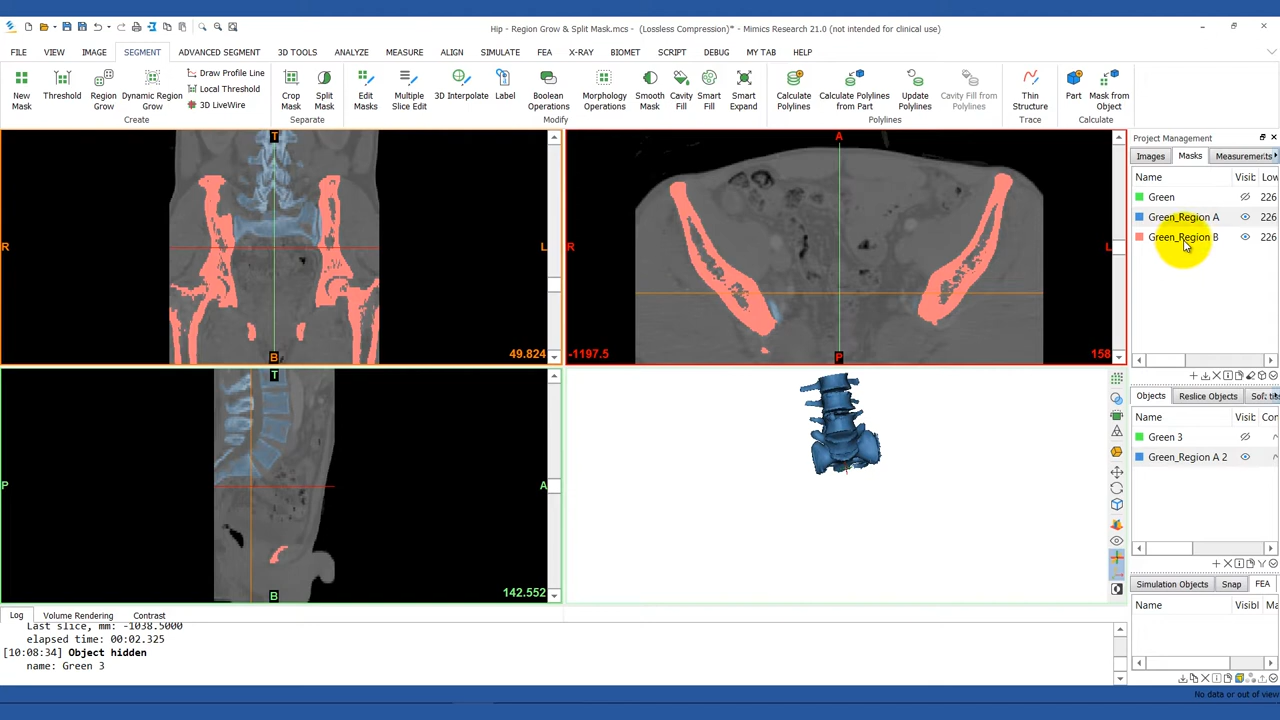 Hip - Region Grow & Split Mask.mcs - (Lossless Compression)* - Mimics Research 21.0 (not intended for clinical use)
FILE VIEW IMAGE SEGMENT ADVANCED SEGMENT 3D TOOLS ANALYZE MEASURE ALIGN SIMULATE FEA X-RAY BIOMET SCRIPT DEBUG MY TAB HELP
New Mask
Threshold
Region Grow
Dynamic Region Grow
Draw Profile Line
Local Threshold
3D LiveWire
Crop Mask
Split Mask
Edit Masks
Multiple Slice Edit
3D Interpolate
Label
Boolean Operations
Morphology Operations
Smooth Mask
Cavity Fill
Smart Fill
Smart Expand
Calculate Polylines
Calculate Polylines from Part
Update Polylines
Cavity Fill from Polylines
Thin Structure
Part
Mask from Object
Create Separate Modify Polylines Trace Calculate
T
R
L
B
49.824
A
R
L
-1197.5
P
158
T
P
A
B
142.552
Project Management
Images Masks Measurements
Name Visil Low
Green 226
Green_Region A 226
Green_Region B 226
Objects Reslice Objects Soft tis
Name Visil Cor
Green 3
Green_Region A 2
Simulation Objects Snap FEA
Name Visibl Ma
Log Volume Rendering Contrast
Last slice, mm: -1038.5000
elapsed time: 00:02.325
[10:08:34] Object hidden
name: Green 3
No data or out of view